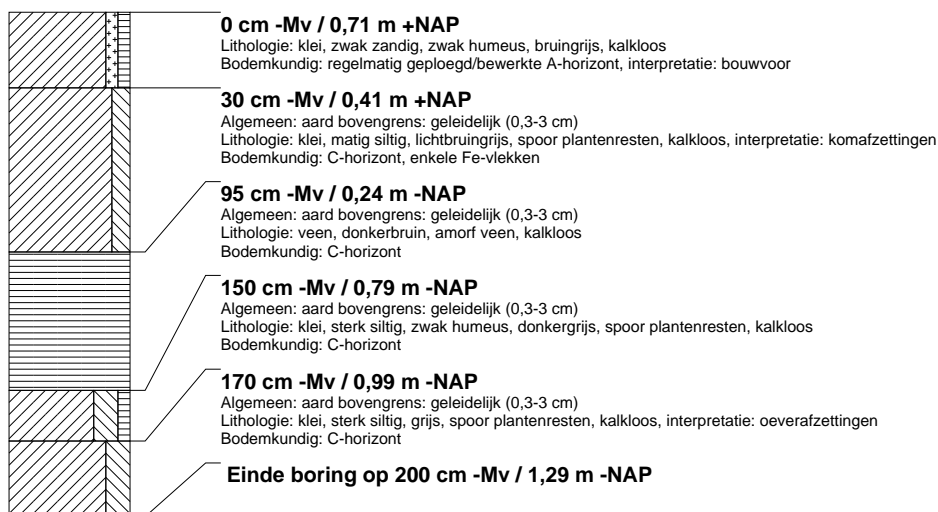 0 cm -Mv / 0,71 m +NAP
Lithologie: klei, zwak zandig, zwak humeus, bruingrijs, kalkloos
Bodemkundig: regelmatig geploegd/bewerkte A-horizont, interpretatie: bouwvoor
30 cm -Mv / 0,41 m +NAP
Algemeen: aard bovengrens: geleidelijk (0,3-3 cm)
Lithologie: klei, matig siltig, lichtbruingrijs, spoor plantenresten, kalkloos, interpretatie: komafzettingen
Bodemkundig: C-horizont, enkele Fe-vlekken
95 cm -Mv / 0,24 m -NAP
Algemeen: aard bovengrens: geleidelijk (0,3-3 cm)
Lithologie: veen, donkerbruin, amorf veen, kalkloos
Bodemkundig: C-horizont
150 cm -Mv / 0,79 m -NAP
Algemeen: aard bovengrens: geleidelijk (0,3-3 cm)
Lithologie: klei, sterk siltig, zwak humeus, donkergrijs, spoor plantenresten, kalkloos
Bodemkundig: C-horizont
170 cm -Mv / 0,99 m -NAP
Algemeen: aard bovengrens: geleidelijk (0,3-3 cm)
Lithologie: klei, sterk siltig, grijs, spoor plantenresten, kalkloos, interpretatie: oeverafzettingen
Bodemkundig: C-horizont
Einde boring op 200 cm -Mv / 1,29 m -NAP